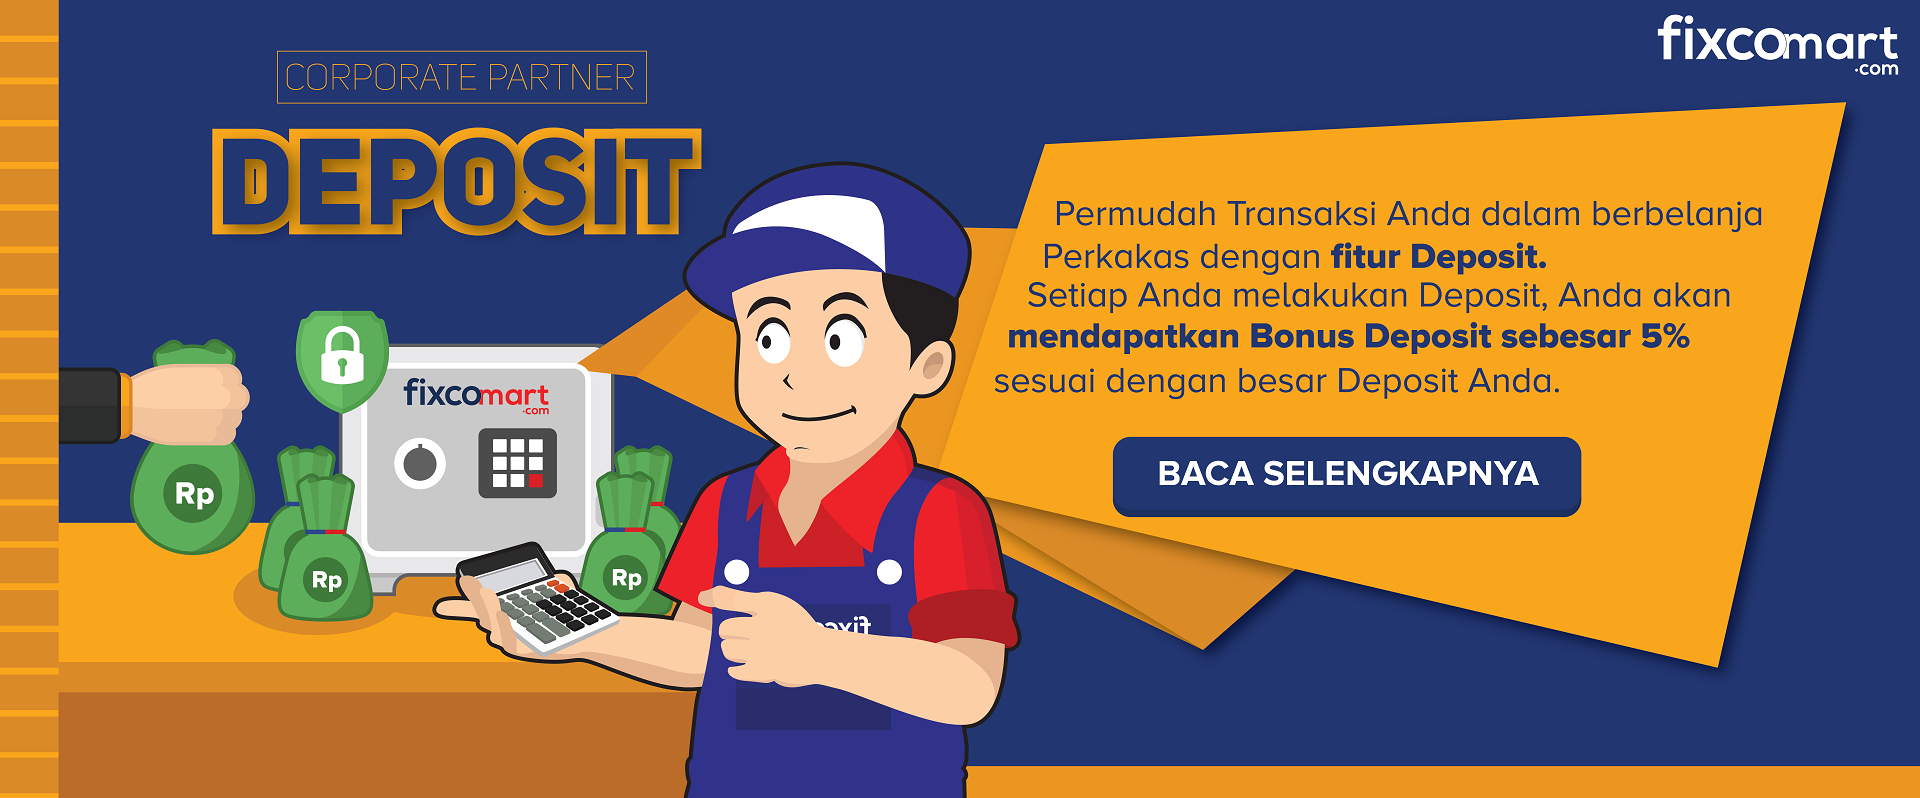 fixcomart
.com
CORPORATE PARTNER
DEPOSIT
Permudah Transaksi Anda dalam berbelanja
Perkakas dengan fitur Deposit.
Setiap Anda melakukan Deposit, Anda akan
mendapatkan Bonus Deposit sebesar 5%
sesuai dengan besar Deposit Anda.
BACA SELENGKAPNYA
fixcomart
.com
Rp
Rp
Rp